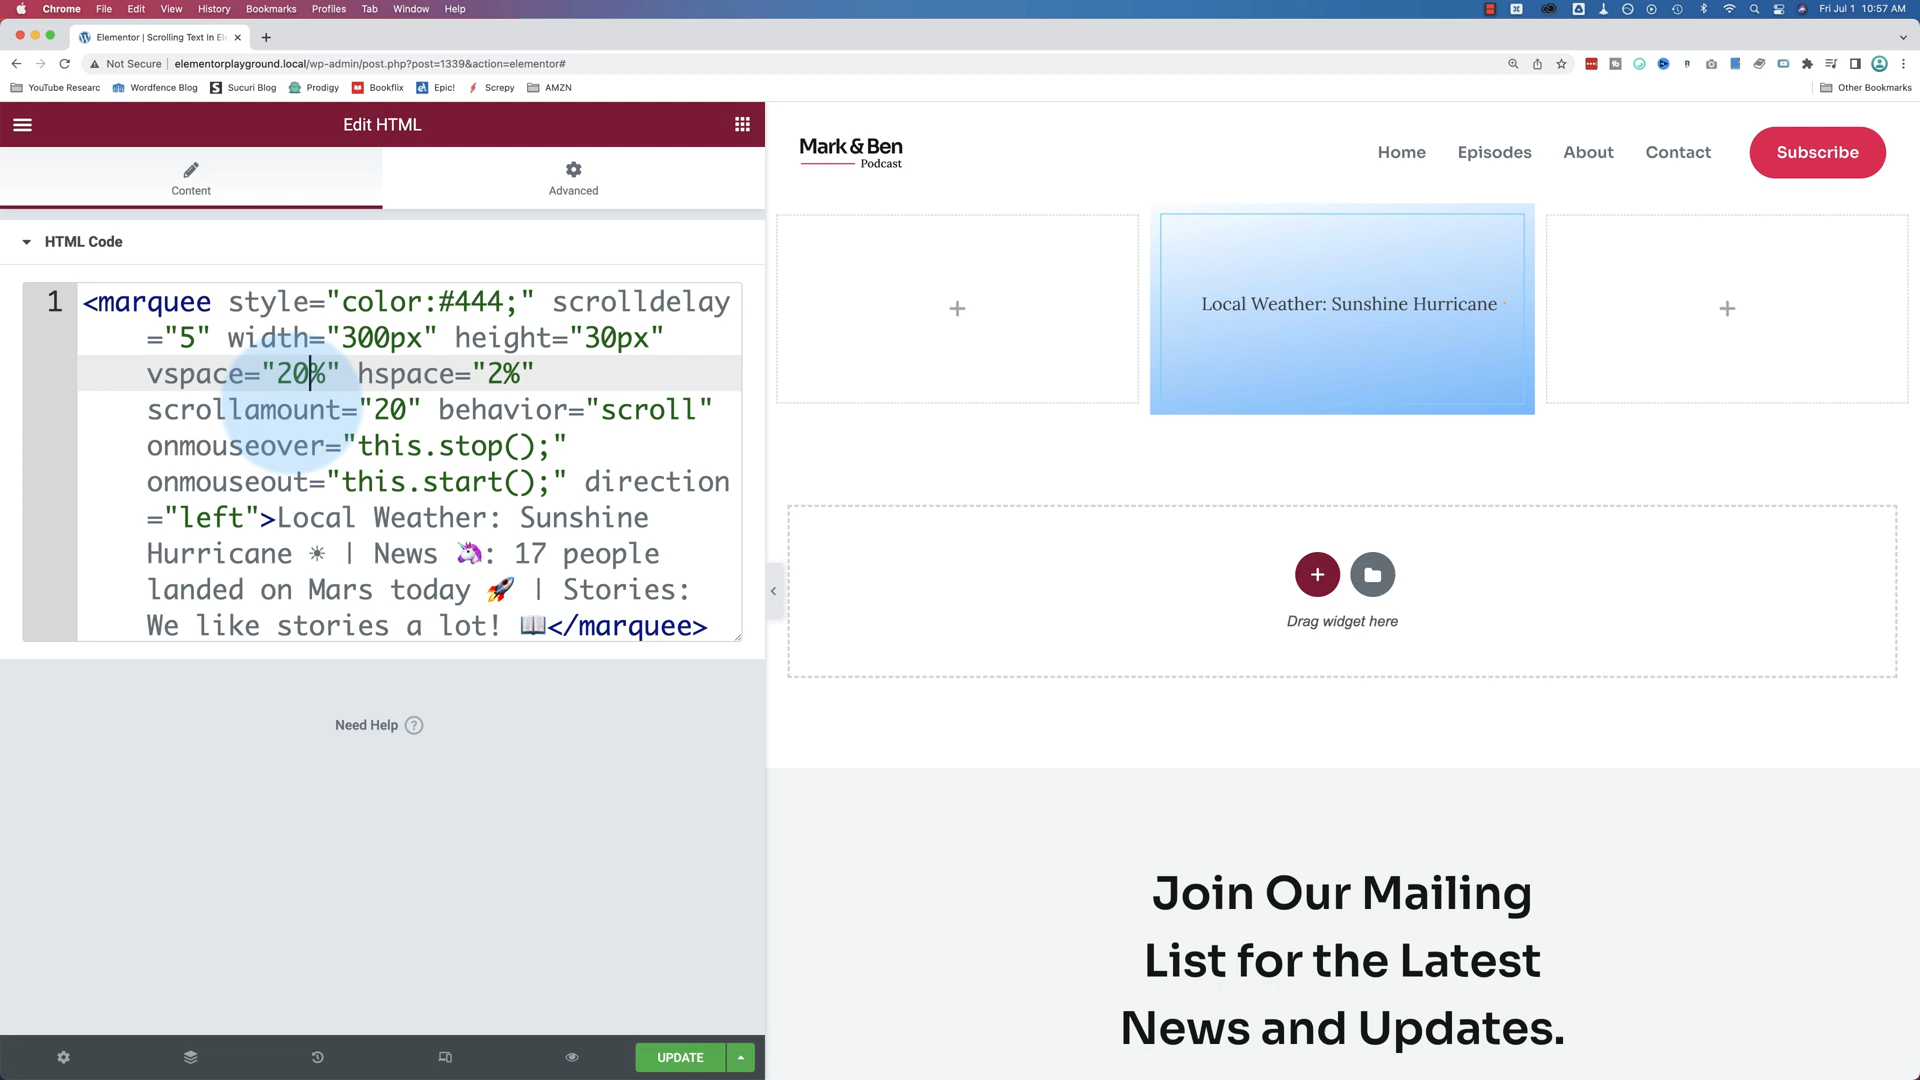 Chrome File Edit View History Bookmarks Profiles Tab Window Help
Fri Jul 1 10:57 AM
Elementor | Scrolling Text In El
Not Secure elementorplayground.local/wp-admin/post.php?post=1339&action=elementor#
YouTube Researc Wordfence Blog Sucuri Blog Prodigy Bookflix Epic! Screpy AMZN Other Bookmarks
Edit HTML
Content
Advanced
HTML Code
1 <marquee style="color:#444;" scrolldelay
="5" width="300px" height="30px"
vspace="20%" hspace="2%"
scrollamount="20" behavior="scroll"
onmouseover="this.stop();"
onmouseout="this.start();" direction
="left">Local Weather: Sunshine
Hurricane ☀ | News 🦄: 17 people
landed on Mars today 🚀 | Stories:
We like stories a lot! 📖</marquee>
Need Help ?
UPDATE
Mark & Ben
Podcast
Home Episodes About Contact Subscribe
Local Weather: Sunshine Hurricane
Drag widget here
Join Our Mailing
List for the Latest
News and Updates.